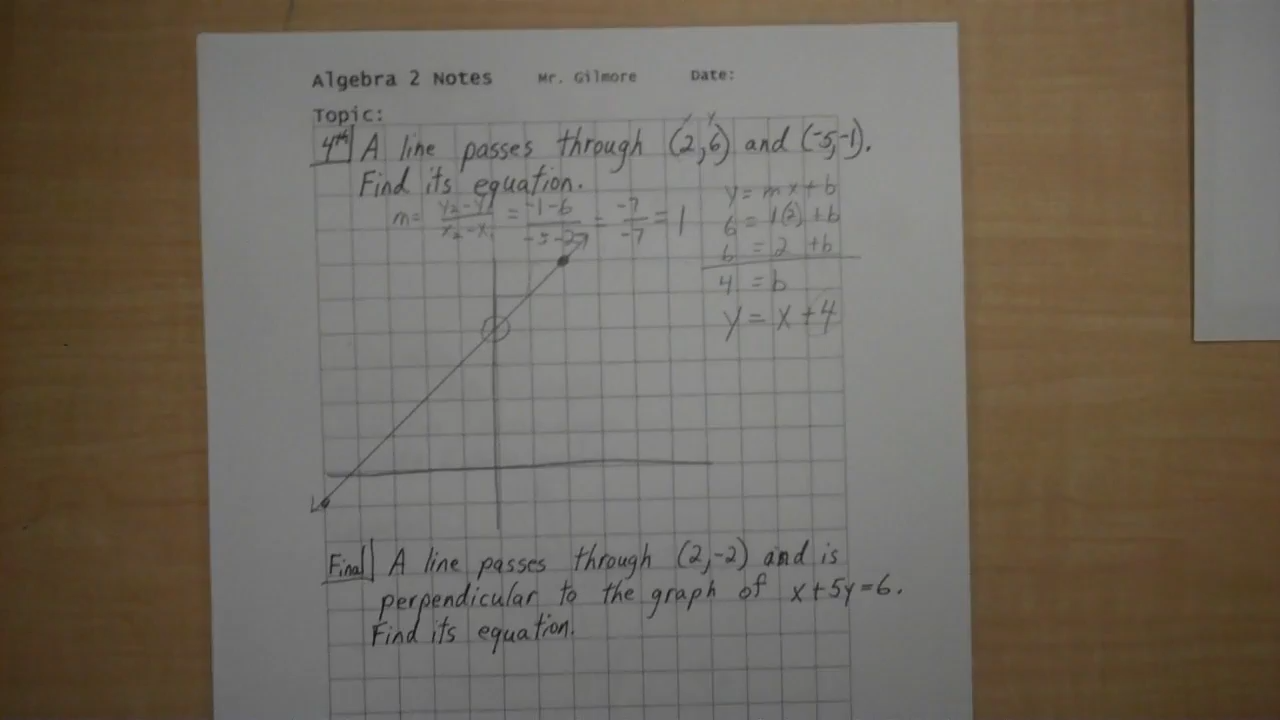 Algebra 2 Notes Mr. Gilmore Date:
Topic:
x y
4th A line passes through (2,6) and (-5,-1).
Find its equation.
m = y₂-y₁ / x₂-x₁ = -1-6 / -5-2 = -7/-7 = 1
y = mx+b
6 = 1(2)+b
6 = 2 +b
4 = b
y = x+4
Final A line passes through (2,-2) and is
perpendicular to the graph of x+5y=6.
Find its equation.